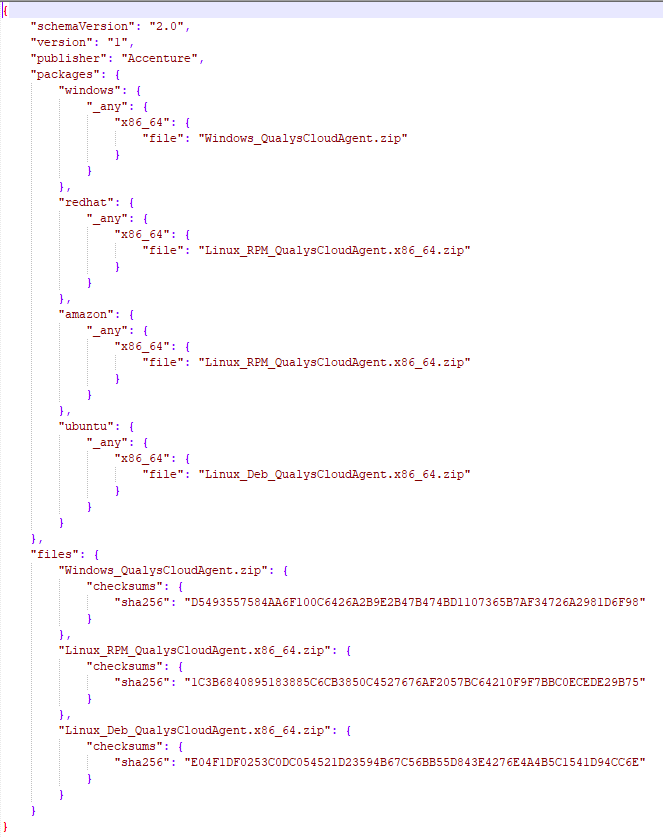 {
    "schemaVersion": "2.0",
    "version": "1",
    "publisher": "Accenture",
    "packages": {
        "windows": {
            "_any": {
                "x86_64": {
                    "file": "Windows_QualysCloudAgent.zip"
                }
            }
        },
        "redhat": {
            "_any": {
                "x86_64": {
                    "file": "Linux_RPM_QualysCloudAgent.x86_64.zip"
                }
            }
        },
        "amazon": {
            "_any": {
                "x86_64": {
                    "file": "Linux_RPM_QualysCloudAgent.x86_64.zip"
                }
            }
        },
        "ubuntu": {
            "_any": {
                "x86_64": {
                    "file": "Linux_Deb_QualysCloudAgent.x86_64.zip"
                }
            }
        }
    },
    "files": {
        "Windows_QualysCloudAgent.zip": {
            "checksums": {
                "sha256": "D5493557584AA6F100C6426A2B9E2B47B474BD1107365B7AF34726A2981D6F98"
            }
        },
        "Linux_RPM_QualysCloudAgent.x86_64.zip": {
            "checksums": {
                "sha256": "1C3B6840895183885C6CB3850C4527676AF2057BC64210F9F7BBC0ECEDE29B75"
            }
        },
        "Linux_Deb_QualysCloudAgent.x86_64.zip": {
            "checksums": {
                "sha256": "E04F1DF0253C0DC054521D23594B67C56BB55D843E4276E4A4B5C1541D94CC6E"
            }
        }
    }
}